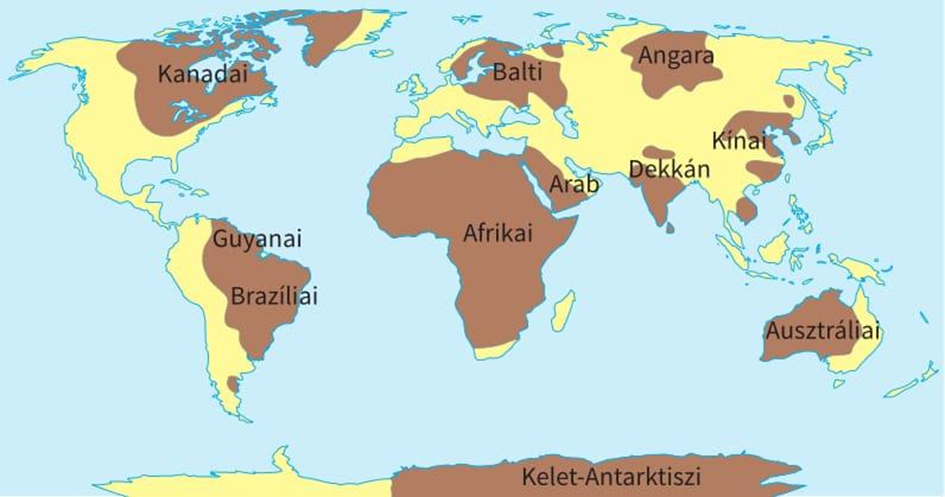 Kanadai
Balti
Angara
Kínai
Dekkán
Arab
Afrikai
Guyanai
Brazíliai
Ausztráliai
Kelet-Antarktiszi